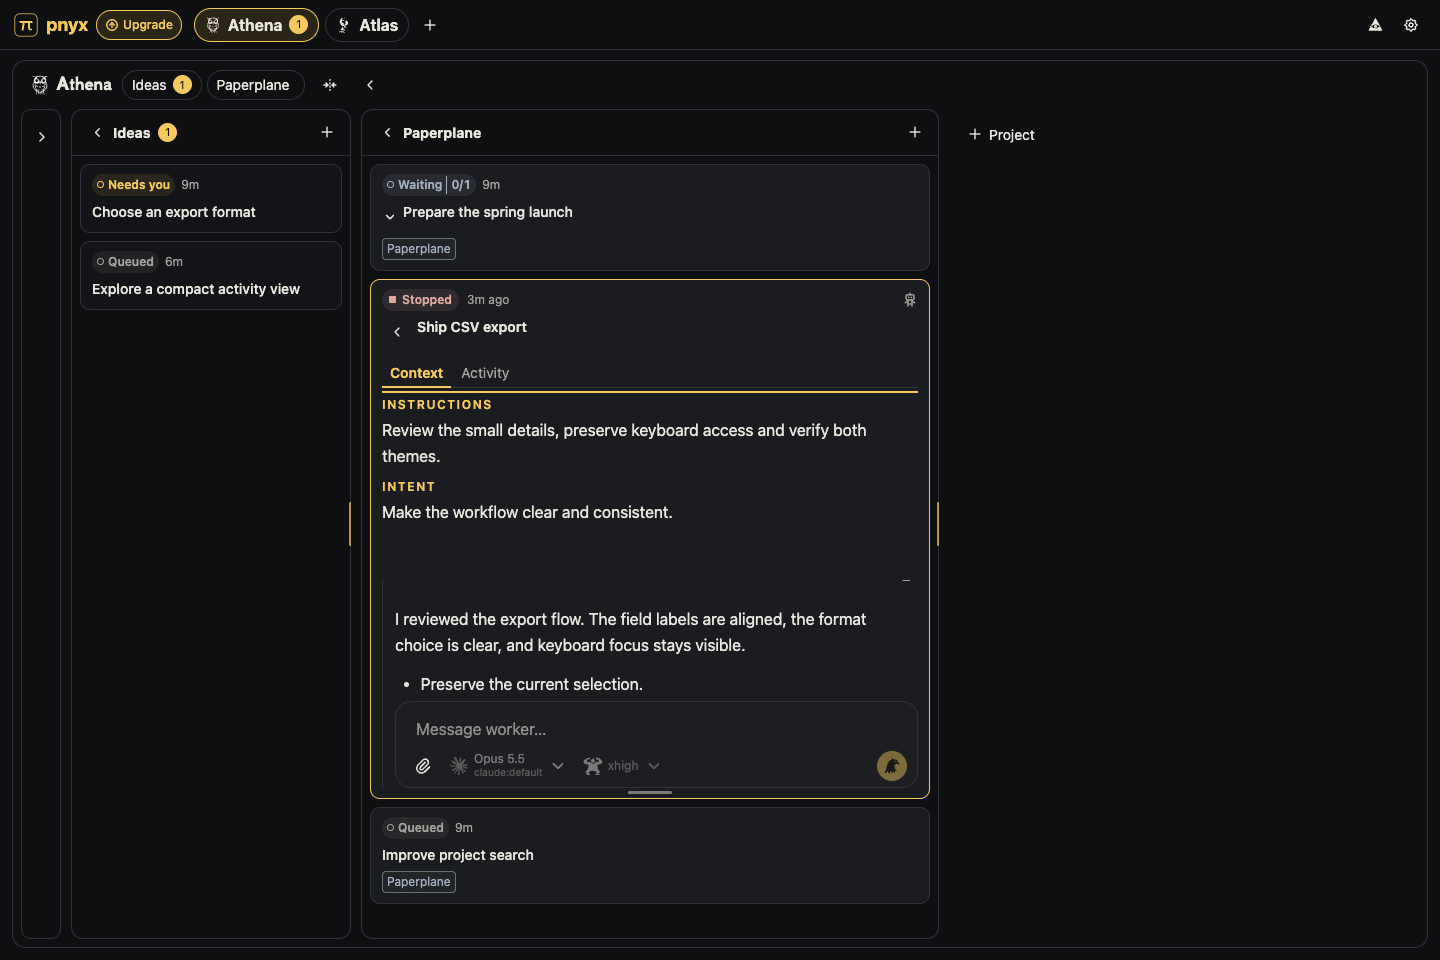 π pnyx Upgrade Athena 1 Atlas
Athena Ideas 1 Paperplane
Ideas 1
Needs you 9m
Choose an export format
Queued 6m
Explore a compact activity view
Paperplane
Waiting 0/1 9m
Prepare the spring launch
Paperplane
Stopped 3m ago
Ship CSV export
Context Activity
INSTRUCTIONS
Review the small details, preserve keyboard access and verify both
themes.
INTENT
Make the workflow clear and consistent.
I reviewed the export flow. The field labels are aligned, the format
choice is clear, and keyboard focus stays visible.
• Preserve the current selection.
Message worker...
Opus 5.5
claude:default
xhigh
Queued 9m
Improve project search
Paperplane
+ Project